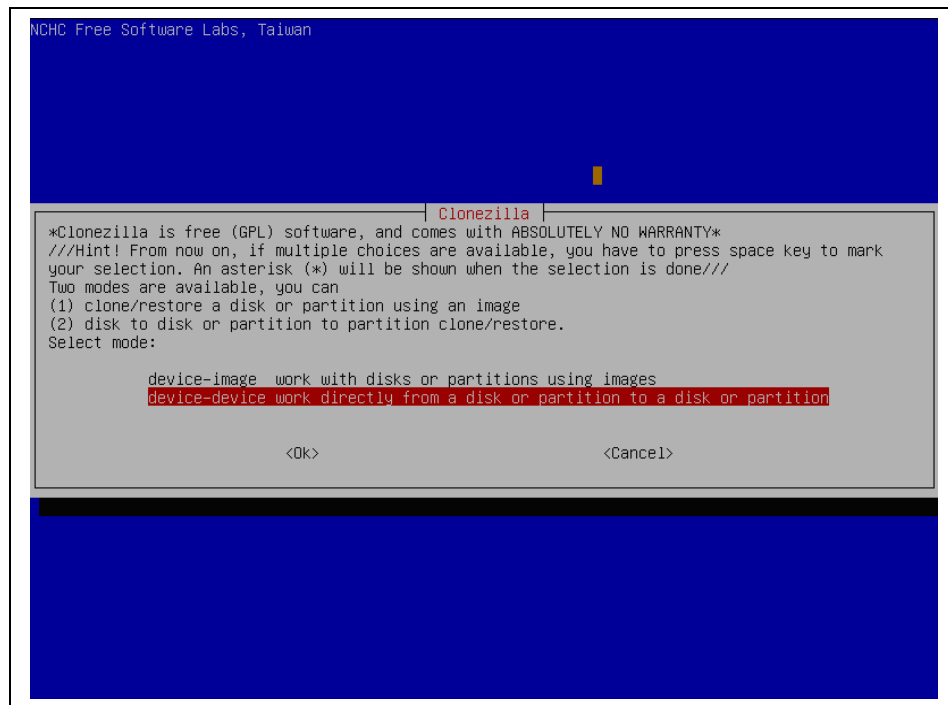 NCHC Free Software Labs, Taiwan
Clonezilla
*Clonezilla is free (GPL) software, and comes with ABSOLUTELY NO WARRANTY*
///Hint! From now on, if multiple choices are available, you have to press space key to mark
your selection. An asterisk (*) will be shown when the selection is done///
Two modes are available, you can
(1) clone/restore a disk or partition using an image
(2) disk to disk or partition to partition clone/restore.
Select mode:
device-image work with disks or partitions using images
device-device work directly from a disk or partition to a disk or partition
<Ok> <Cancel>